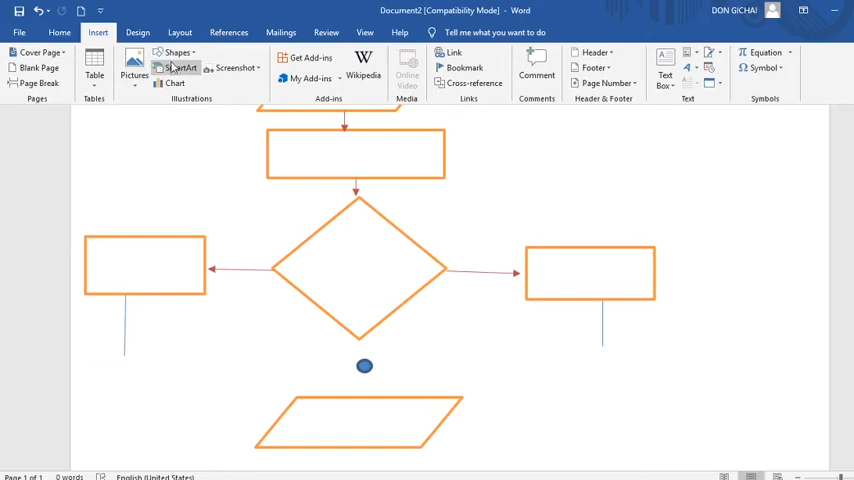 Document2 [Compatibility Mode] - Word
DON GICHAI
File Home Insert Design Layout References Mailings Review View Help Tell me what you want to do
Cover Page
Blank Page
Page Break
Pages
Table
Tables
Pictures
Shapes
SmartArt
Chart
Screenshot
Illustrations
Get Add-ins
My Add-ins
Wikipedia
Add-ins
Online Video
Media
Link
Bookmark
Cross-reference
Links
Comment
Comments
Header
Footer
Page Number
Header & Footer
Text Box
Text
Equation
Symbol
Symbols
Page 1 of 1 0 words English (United States)